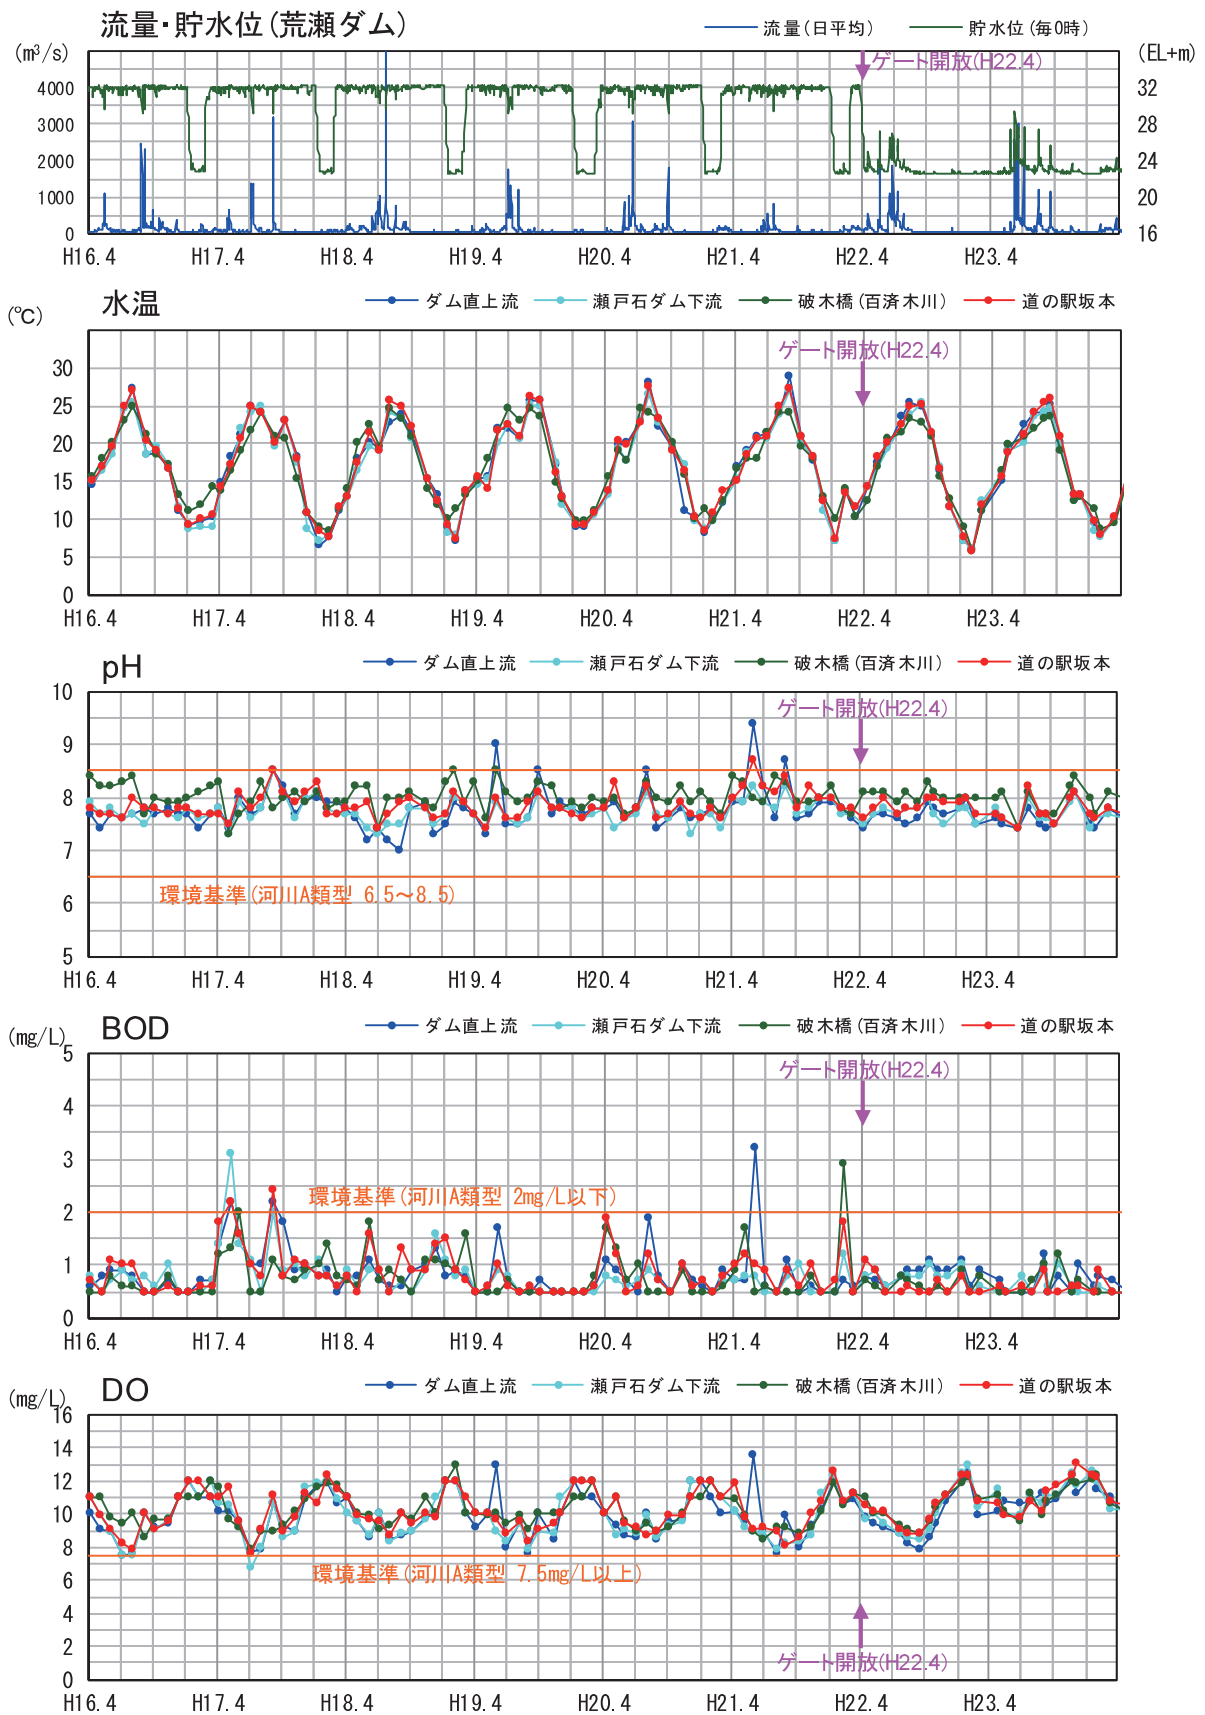 流量・貯水位(荒瀬ダム)
流量(日平均) 貯水位(毎0時)
(m³/s) (EL+m)
ゲート開放(H22.4)
4000 32
3000 28
2000 24
1000 20
0 16
H16.4 H17.4 H18.4 H19.4 H20.4 H21.4 H22.4 H23.4
水温
ダム直上流 瀬戸石ダム下流 破木橋(百済木川) 道の駅坂本
(℃)
ゲート開放(H22.4)
30
25
20
15
10
5
0
H16.4 H17.4 H18.4 H19.4 H20.4 H21.4 H22.4 H23.4
pH
ダム直上流 瀬戸石ダム下流 破木橋(百済木川) 道の駅坂本
10
ゲート開放(H22.4)
9
8
7
環境基準(河川A類型 6.5～8.5)
6
5
H16.4 H17.4 H18.4 H19.4 H20.4 H21.4 H22.4 H23.4
BOD
ダム直上流 瀬戸石ダム下流 破木橋(百済木川) 道の駅坂本
(mg/L)
5
ゲート開放(H22.4)
4
3
環境基準(河川A類型 2mg/L以下)
2
1
0
H16.4 H17.4 H18.4 H19.4 H20.4 H21.4 H22.4 H23.4
DO
ダム直上流 瀬戸石ダム下流 破木橋(百済木川) 道の駅坂本
(mg/L)
16
14
12
10
8
環境基準(河川A類型 7.5mg/L以上)
6
4
2
ゲート開放(H22.4)
0
H16.4 H17.4 H18.4 H19.4 H20.4 H21.4 H22.4 H23.4